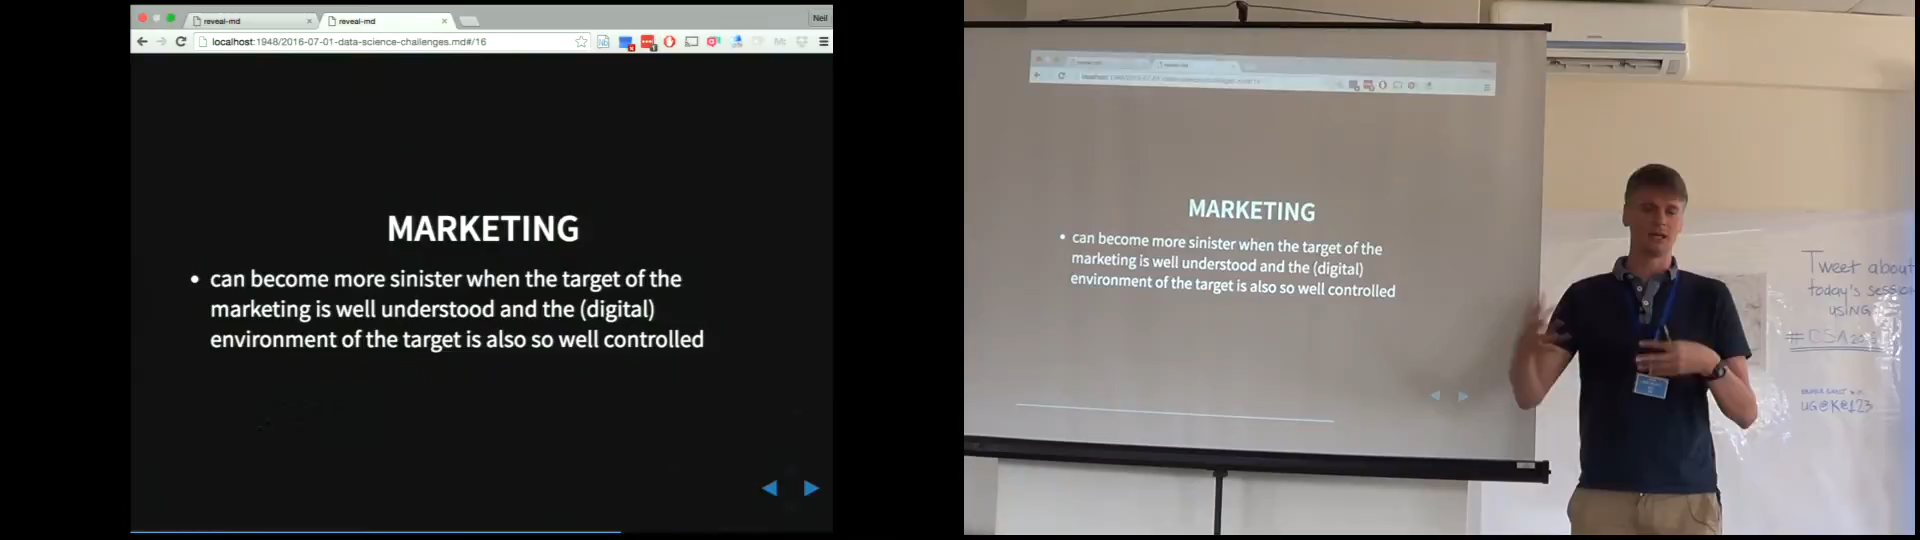 reveal-md
reveal-md
Neil
localhost:1948/2016-07-01-data-science-challenges.md#/16
MARKETING
• can become more sinister when the target of the
marketing is well understood and the (digital)
environment of the target is also so well controlled
MARKETING
• can become more sinister when the target of the
marketing is well understood and the (digital)
environment of the target is also so well controlled
Tweet about
today's session
USING